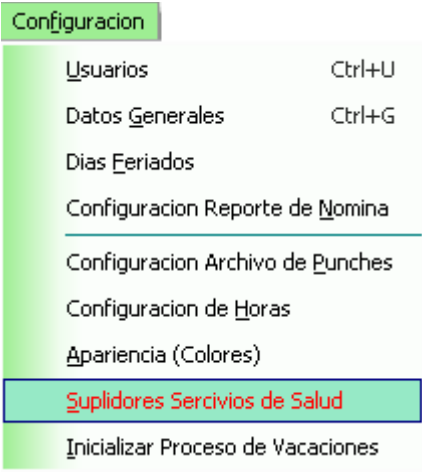 Configuracion
Usuarios Ctrl+U
Datos Generales Ctrl+G
Dias Feriados
Configuracion Reporte de Nomina
Configuracion Archivo de Punches
Configuracion de Horas
Apariencia (Colores)
Suplidores Sercivios de Salud
Inicializar Proceso de Vacaciones